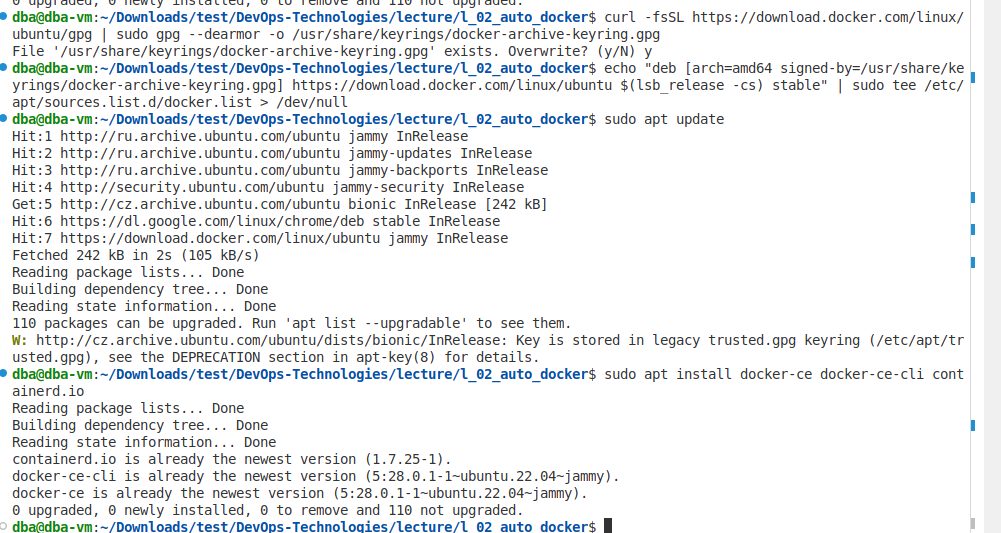 0 upgraded, 0 newly installed, 0 to remove and 110 not upgraded.
dba@dba-vm:~/Downloads/test/DevOps-Technologies/lecture/l_02_auto_docker$ curl -fsSL https://download.docker.com/linux/
ubuntu/gpg | sudo gpg --dearmor -o /usr/share/keyrings/docker-archive-keyring.gpg
File '/usr/share/keyrings/docker-archive-keyring.gpg' exists. Overwrite? (y/N) y
dba@dba-vm:~/Downloads/test/DevOps-Technologies/lecture/l_02_auto_docker$ echo "deb [arch=amd64 signed-by=/usr/share/ke
yrings/docker-archive-keyring.gpg] https://download.docker.com/linux/ubuntu $(lsb_release -cs) stable" | sudo tee /etc/
apt/sources.list.d/docker.list > /dev/null
dba@dba-vm:~/Downloads/test/DevOps-Technologies/lecture/l_02_auto_docker$ sudo apt update
Hit:1 http://ru.archive.ubuntu.com/ubuntu jammy InRelease
Hit:2 http://ru.archive.ubuntu.com/ubuntu jammy-updates InRelease
Hit:3 http://ru.archive.ubuntu.com/ubuntu jammy-backports InRelease
Hit:4 http://security.ubuntu.com/ubuntu jammy-security InRelease
Get:5 http://cz.archive.ubuntu.com/ubuntu bionic InRelease [242 kB]
Hit:6 https://dl.google.com/linux/chrome/deb stable InRelease
Hit:7 https://download.docker.com/linux/ubuntu jammy InRelease
Fetched 242 kB in 2s (105 kB/s)
Reading package lists... Done
Building dependency tree... Done
Reading state information... Done
110 packages can be upgraded. Run 'apt list --upgradable' to see them.
W: http://cz.archive.ubuntu.com/ubuntu/dists/bionic/InRelease: Key is stored in legacy trusted.gpg keyring (/etc/apt/tr
usted.gpg), see the DEPRECATION section in apt-key(8) for details.
dba@dba-vm:~/Downloads/test/DevOps-Technologies/lecture/l_02_auto_docker$ sudo apt install docker-ce docker-ce-cli cont
ainerd.io
Reading package lists... Done
Building dependency tree... Done
Reading state information... Done
containerd.io is already the newest version (1.7.25-1).
docker-ce-cli is already the newest version (5:28.0.1-1~ubuntu.22.04~jammy).
docker-ce is already the newest version (5:28.0.1-1~ubuntu.22.04~jammy).
0 upgraded, 0 newly installed, 0 to remove and 110 not upgraded.
dba@dba-vm:~/Downloads/test/DevOps-Technologies/lecture/l_02_auto_docker$